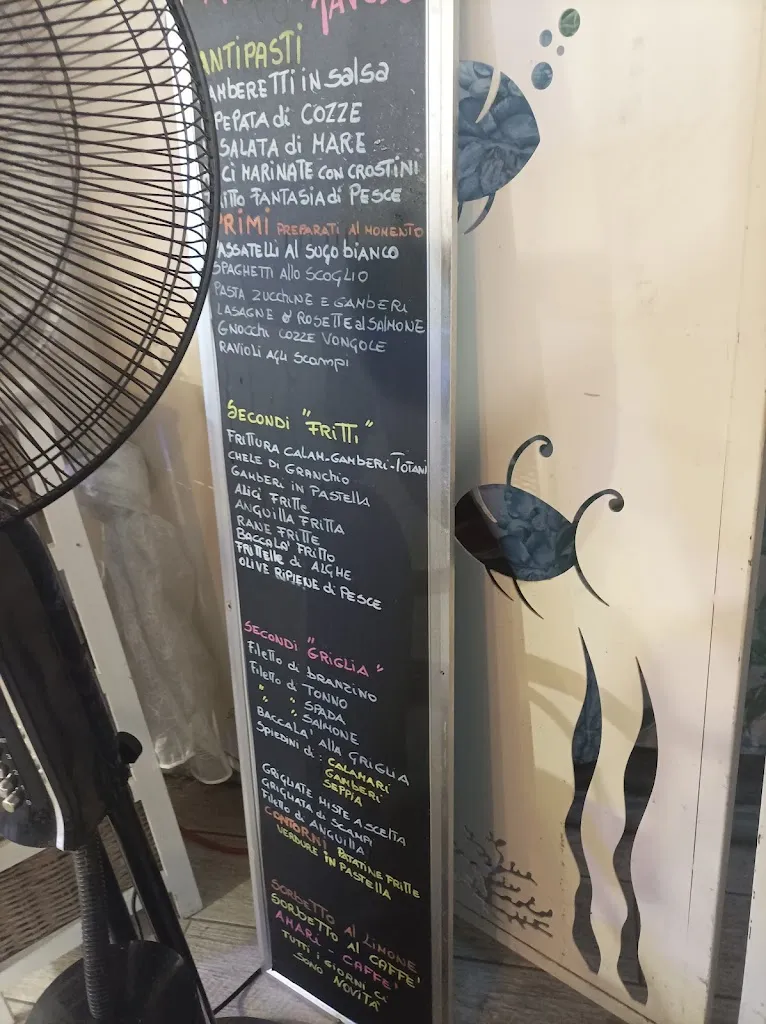 TAVOLA
ANTIPASTI
GAMBERETTI in SALSA
PEPATA di COZZE
SALATA di MARE
ALICI MARINATE con CROSTINI
FRITTO FANTASIA di PESCE
PRIMI PREPARATI Al MOMENTO
PASSATELLI Al SUGO bIANCO
SPAGHETTI Allo SCOGLIO
PASTA ZUCCHINE E GAMBERI
LASAGNE O ROSETTE al SALMONE
GNOCCHI COZZE VONGOLE
RAVIOLI AGLI SCAMPI
SECONDI "FRITTI"
FRITTURA CALAM-GAMBERI-TOTANI
CHELE DI GRANCHIO
GAMBERI IN PASTELLA
ALICI FRITTE
ANGUILLA FRITTA
RANE FRITTE
BACCALA' FRITTO
FRITTELLE di ALGHE
OLIVE RIPIENE di PESCE
SECONDI "GRIGLIA"
Filetto di bRANZINO
Filetto di TONNO
" " SPADA
" " SALMONE
BACCALA' ALLA GRIGLIA
SPIEDINI di: CALAMARI
GAMBERI
SEPPIA
GRIGLIATE MISTE A SCELTA
GRIGLIATA di SCAMPI
Filetto di ANGUILLA
CONTORNI PATATINE FRITTE
VERDURE IN PASTELLA
SORBETTO Al LIMONE
SORBETTO Al CAFFE'
AMARI - CAFFE'
TUTTI I GIORNI CI
SONO NOVITÀ